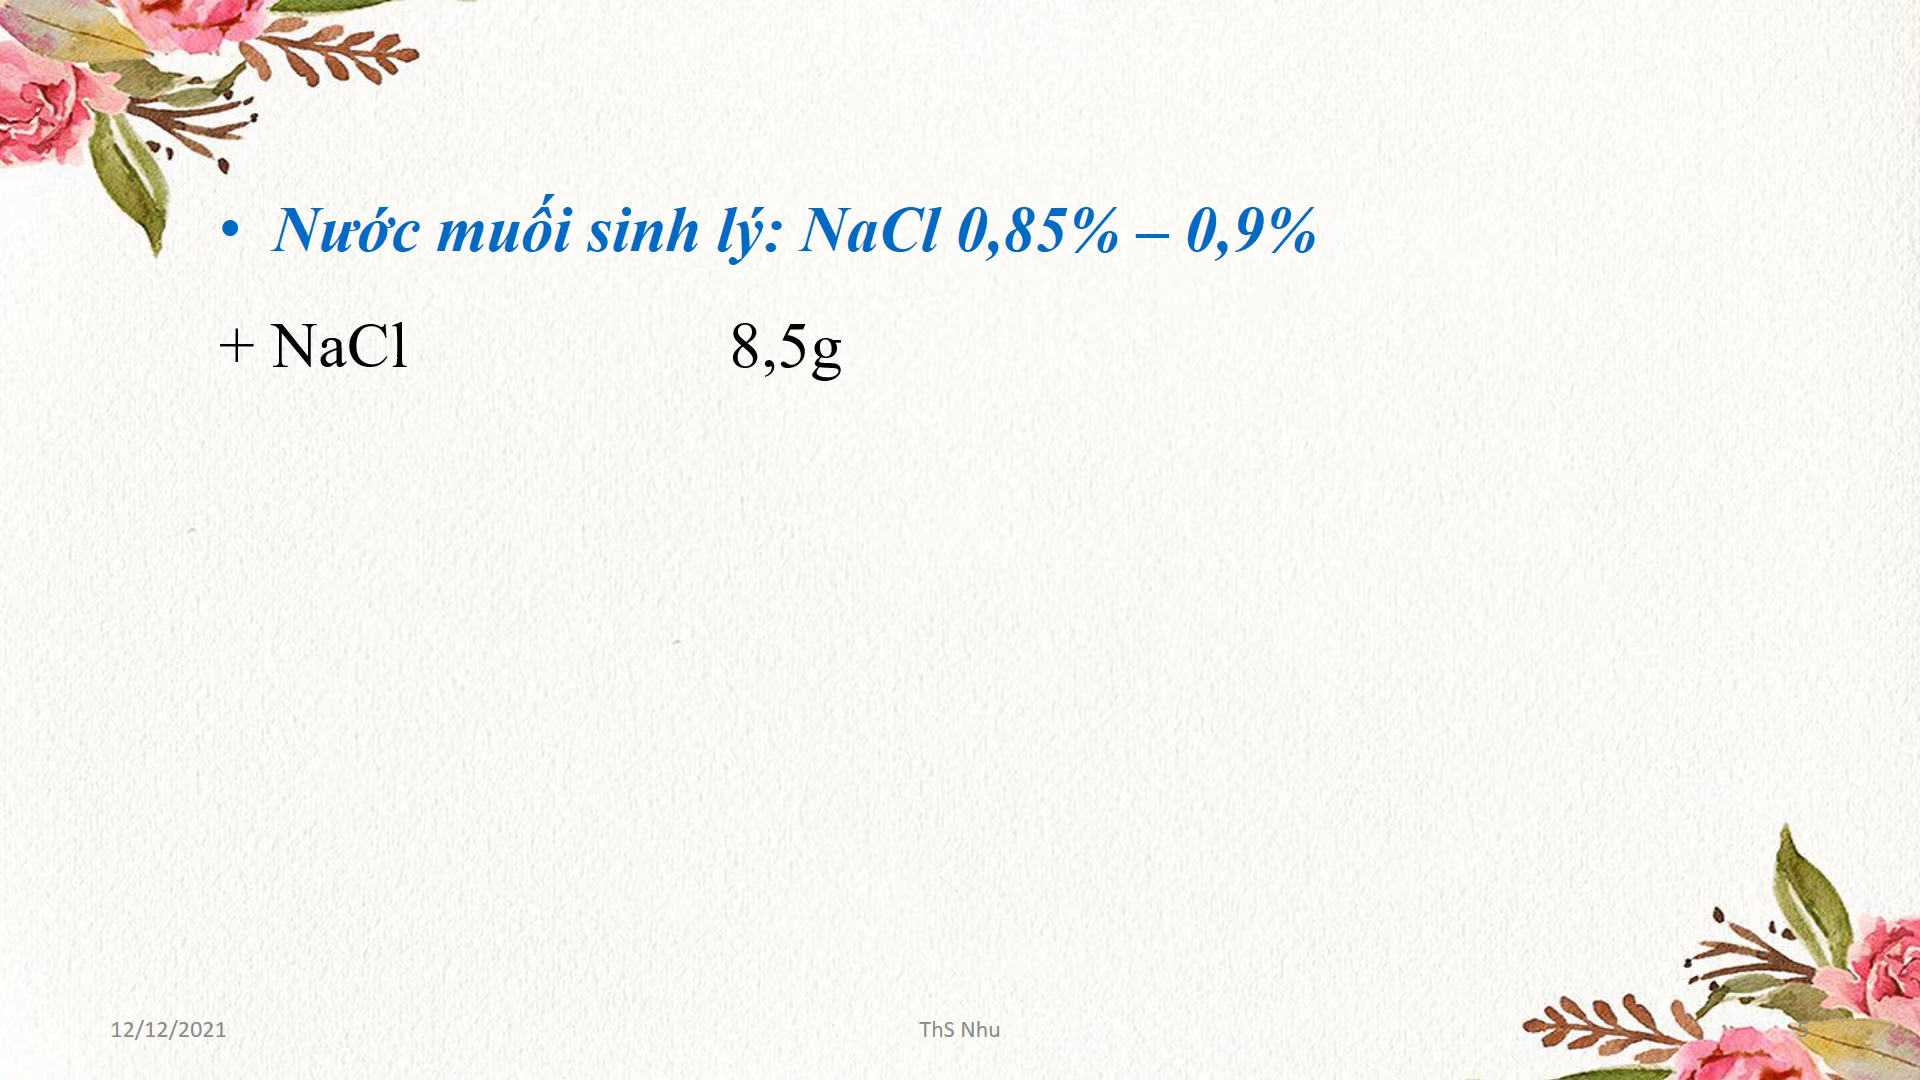 • Nước muối sinh lý: NaCl 0,85% – 0,9%
+ NaCl 8,5g
12/12/2021
ThS Nhu